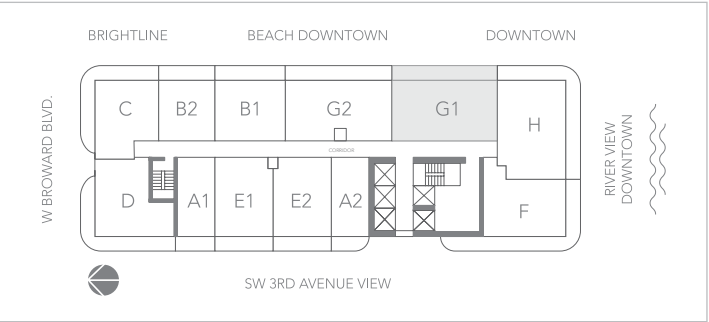 BRIGHTLINE
BEACH DOWNTOWN
DOWNTOWN
W BROWARD BLVD.
C
B2
B1
G2
G1
H
CORRIDOR
D
A1
E1
E2
A2
F
RIVER VIEW
DOWNTOWN
SW 3RD AVENUE VIEW